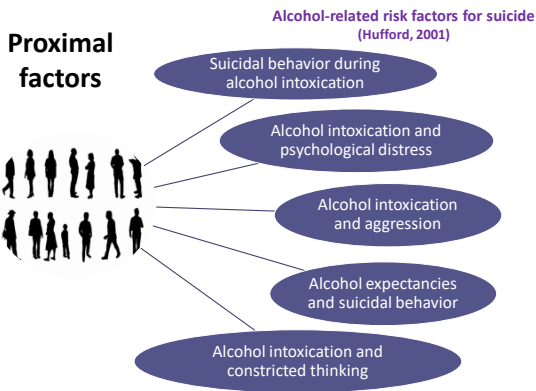 Alcohol-related risk factors for suicide
(Hufford, 2001)
Proximal
factors
Suicidal behavior during
alcohol intoxication
Alcohol intoxication and
psychological distress
Alcohol intoxication
and aggression
Alcohol expectancies
and suicidal behavior
Alcohol intoxication and
constricted thinking